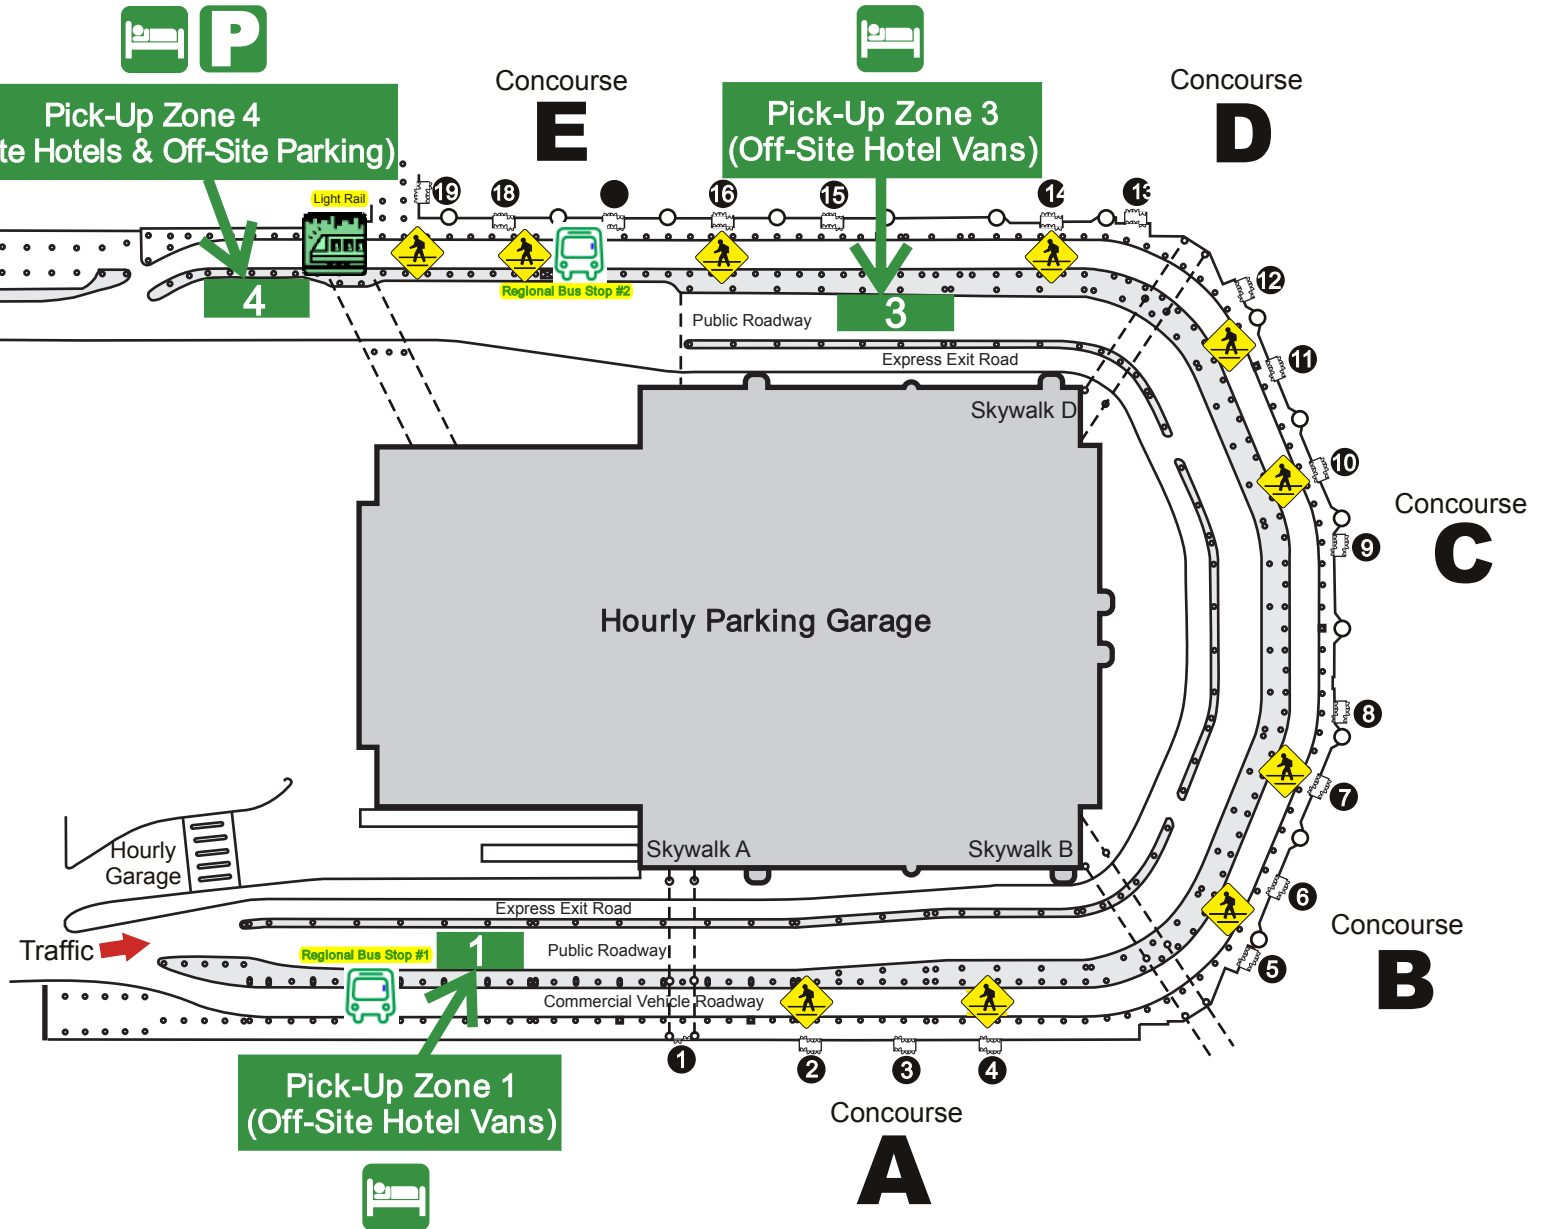 P
Pick-Up Zone 4
te Hotels & Off-Site Parking)
Concourse
E
Pick-Up Zone 3
(Off-Site Hotel Vans)
Concourse
D
Light Rail
19
18
16
15
14
13
12
4
Regional Bus Stop #2
3
Public Roadway
Express Exit Road
11
Skywalk D
10
Concourse
C
9
Hourly Parking Garage
8
7
Hourly
Garage
Skywalk A
Skywalk B
6
Express Exit Road
Concourse
B
Traffic
Regional Bus Stop #1
1
Public Roadway
5
Commercial Vehicle Roadway
1
2
3
4
Pick-Up Zone 1
(Off-Site Hotel Vans)
Concourse
A